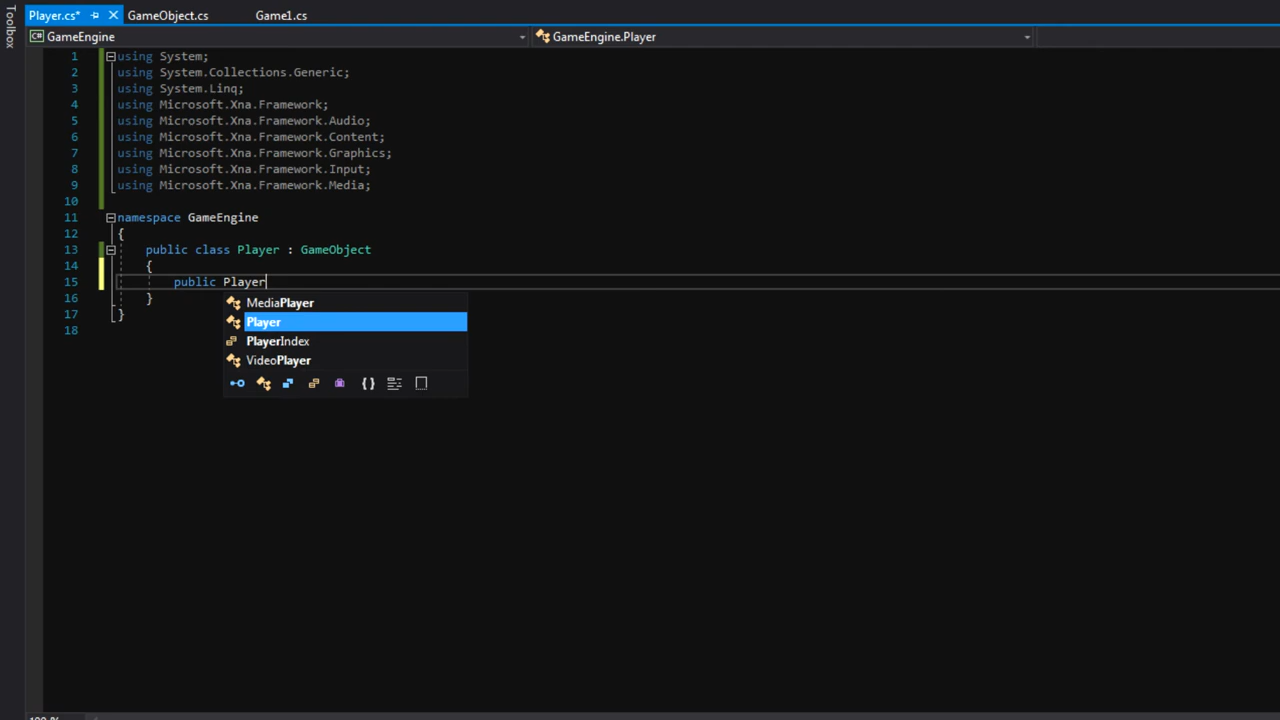 Toolbox
Player.cs* GameObject.cs Game1.cs
C# GameEngine GameEngine.Player
1 using System;
2 using System.Collections.Generic;
3 using System.Linq;
4 using Microsoft.Xna.Framework;
5 using Microsoft.Xna.Framework.Audio;
6 using Microsoft.Xna.Framework.Content;
7 using Microsoft.Xna.Framework.Graphics;
8 using Microsoft.Xna.Framework.Input;
9 using Microsoft.Xna.Framework.Media;
10
11 namespace GameEngine
12 {
13 public class Player : GameObject
14 {
15 public Player
16 }
17 }
18
MediaPlayer
Player
PlayerIndex
VideoPlayer